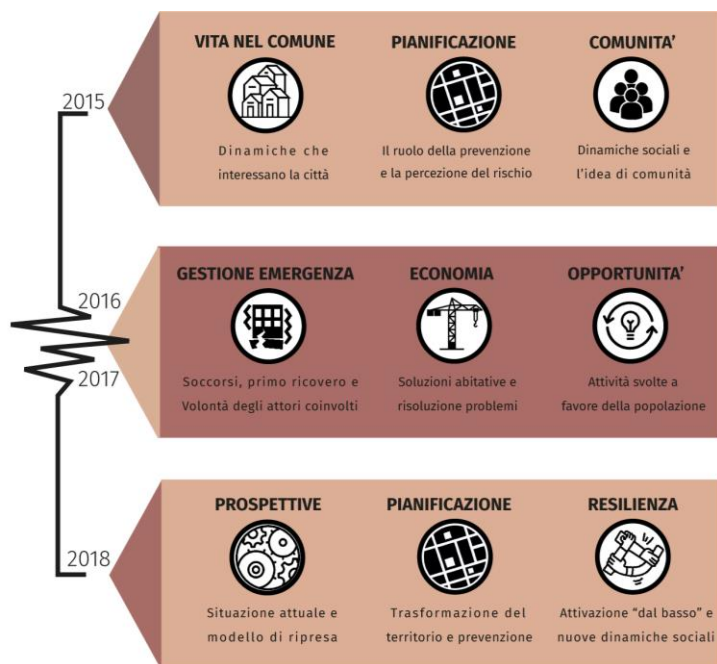 2015
VITA NEL COMUNE
Dinamiche che
interessano la città
PIANIFICAZIONE
Il ruolo della prevenzione
e la percezione del rischio
COMUNITA'
Dinamiche sociali e
l'idea di comunità
2016
2017
GESTIONE EMERGENZA
Soccorsi, primo ricovero e
Volontà degli attori coinvolti
ECONOMIA
Soluzioni abitative e
risoluzione problemi
OPPORTUNITA'
Attività svolte a
favore della popolazione
2018
PROSPETTIVE
Situazione attuale e
modello di ripresa
PIANIFICAZIONE
Trasformazione del
territorio e prevenzione
RESILIENZA
Attivazione “dal basso” e
nuove dinamiche sociali